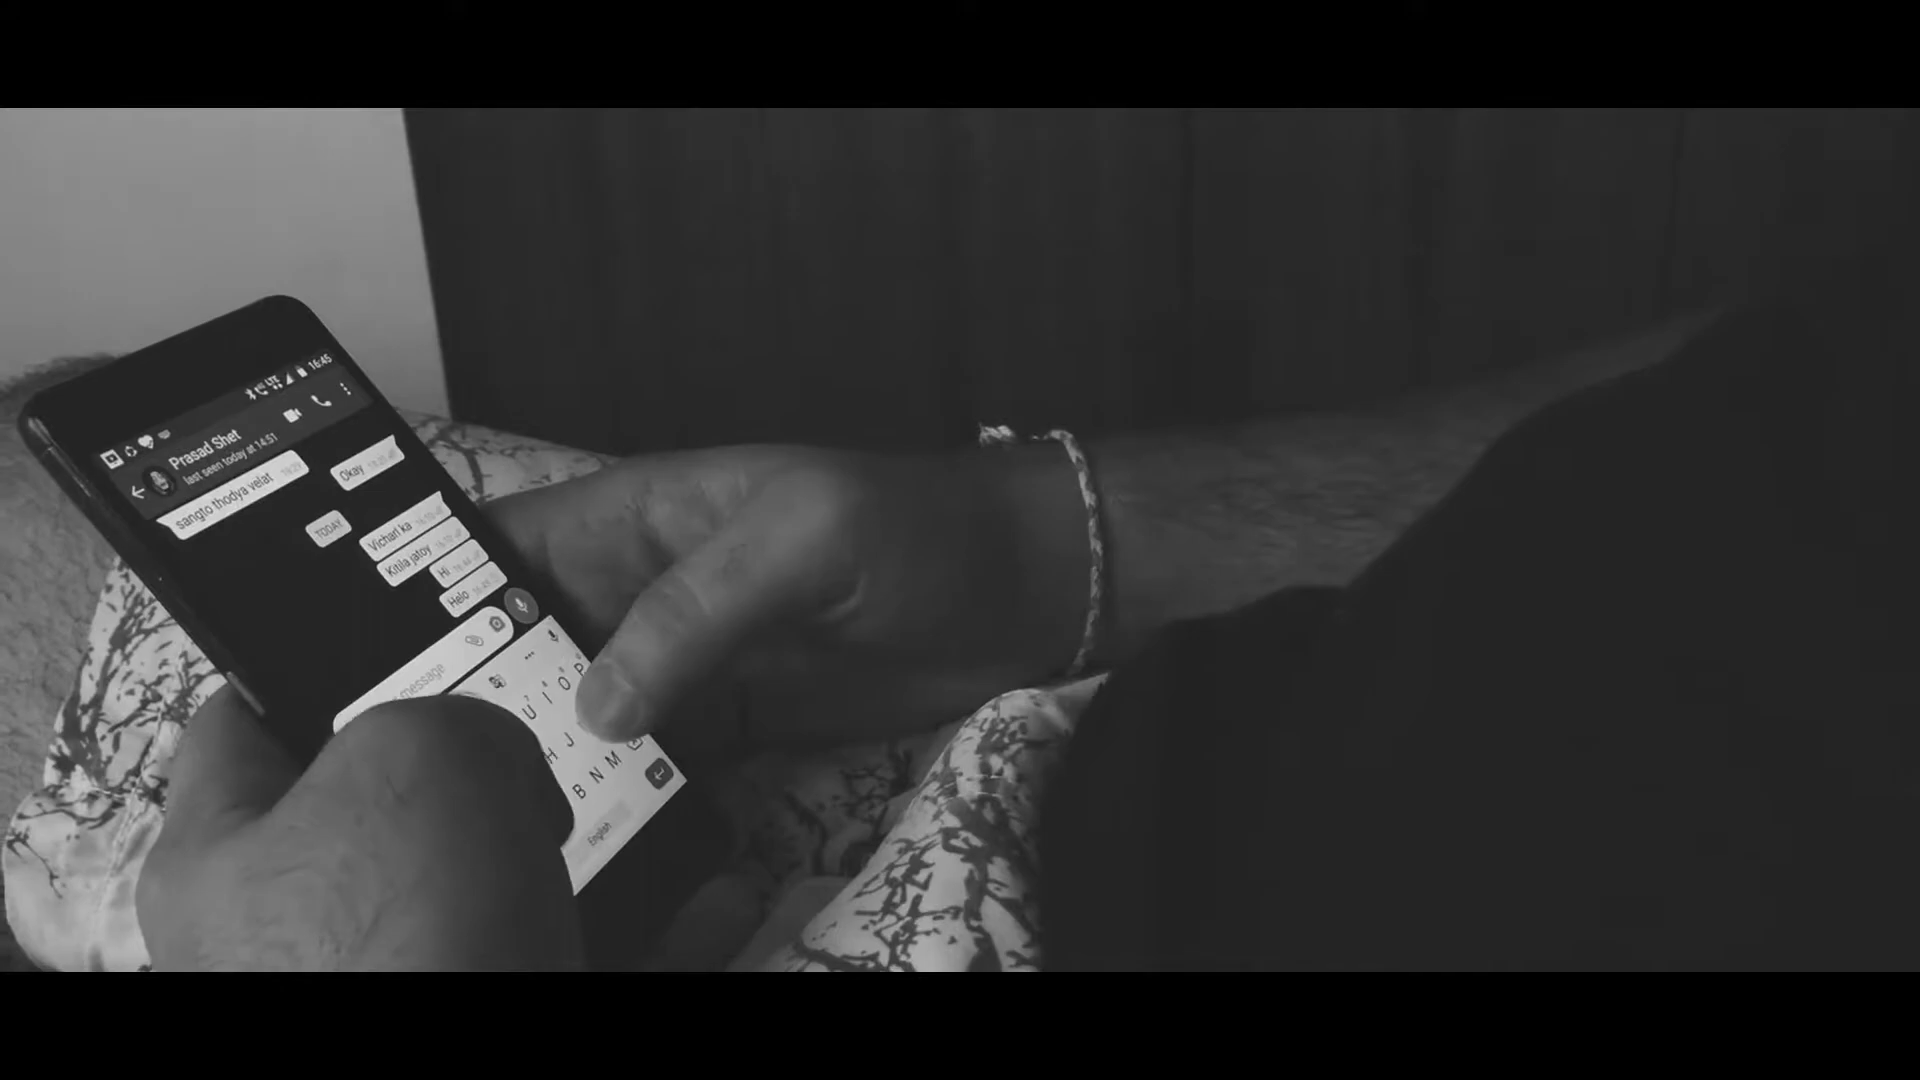 16:45
Prasad Shet
last seen today at 14:51
sangto thodya velat
Okay
TODAY
Vicharl ka
Kitila jatoy
Hi
Helo
message
U I O P
H J
B N M
English